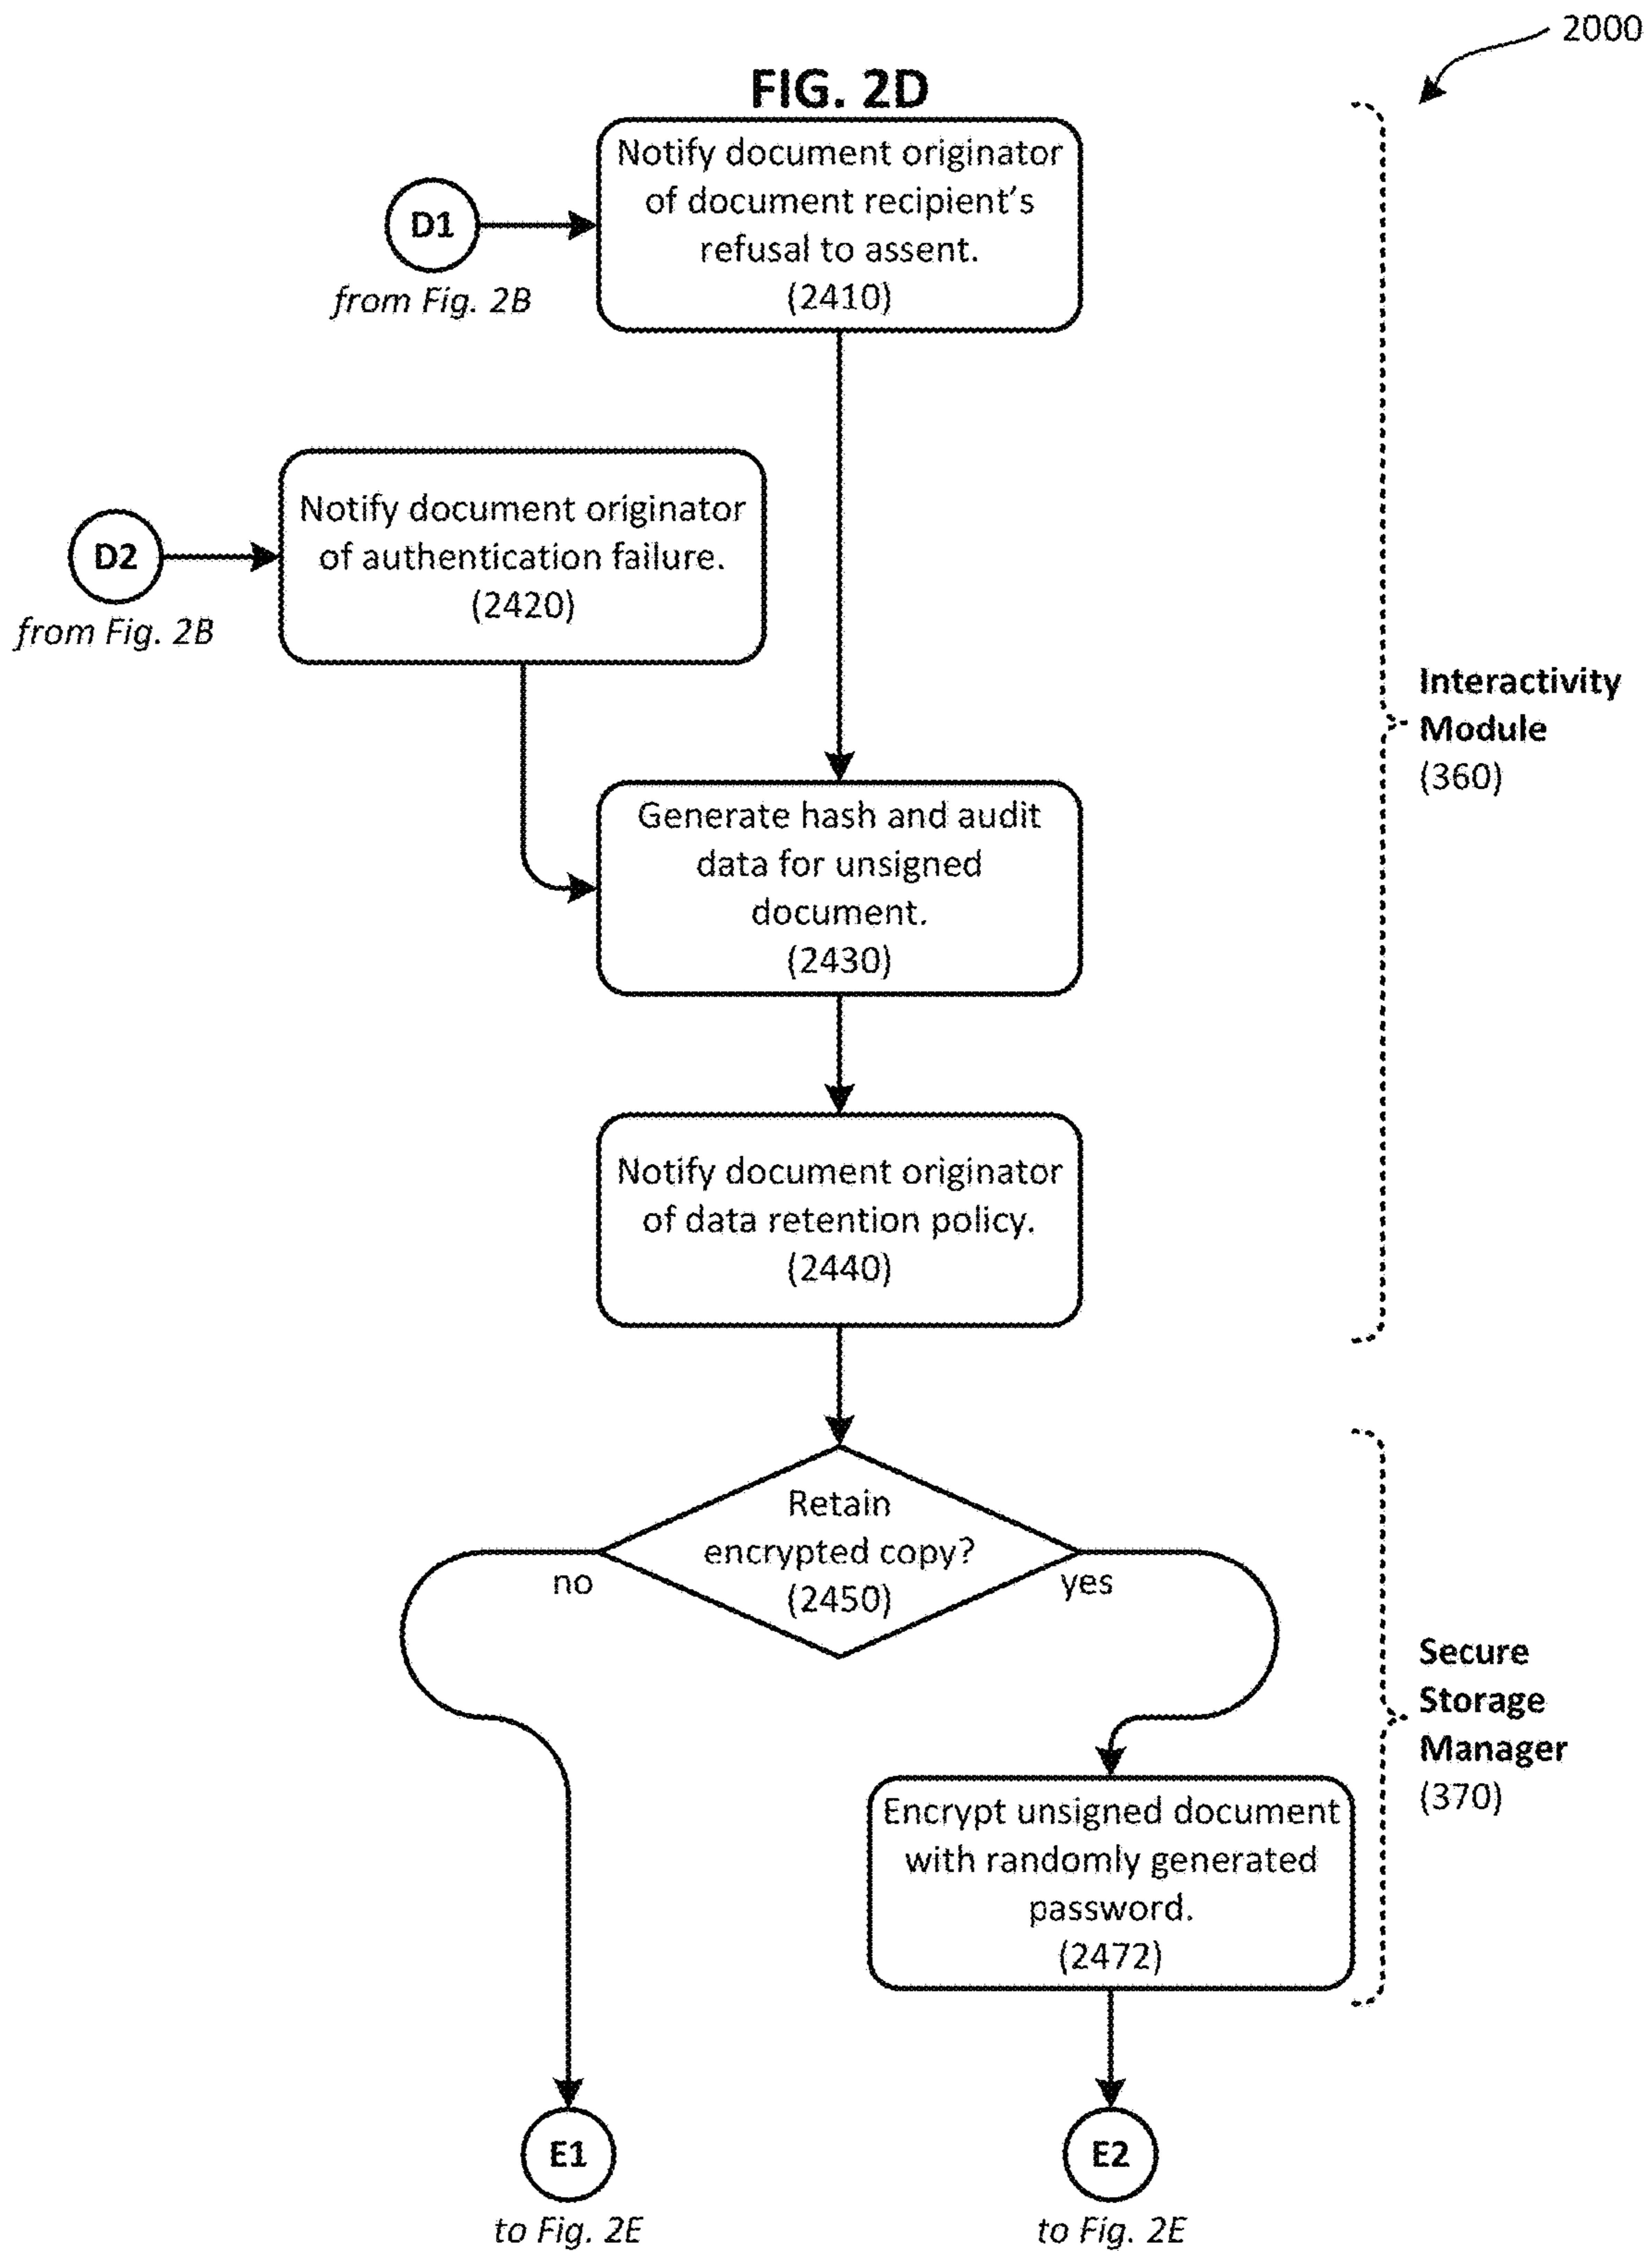 2000
FIG. 2D
Notify document originator
of document recipient's
refusal to assent.
(2410)
D1
from Fig. 2B
Notify document originator
of authentication failure.
(2420)
D2
from Fig. 2B
Interactivity
Module
(360)
Generate hash and audit
data for unsigned
document.
(2430)
Notify document originator
of data retention policy.
(2440)
Retain
encrypted copy?
(2450)
no
yes
Secure
Storage
Manager
(370)
Encrypt unsigned document
with randomly generated
password.
(2472)
E1
to Fig. 2E
E2
to Fig. 2E